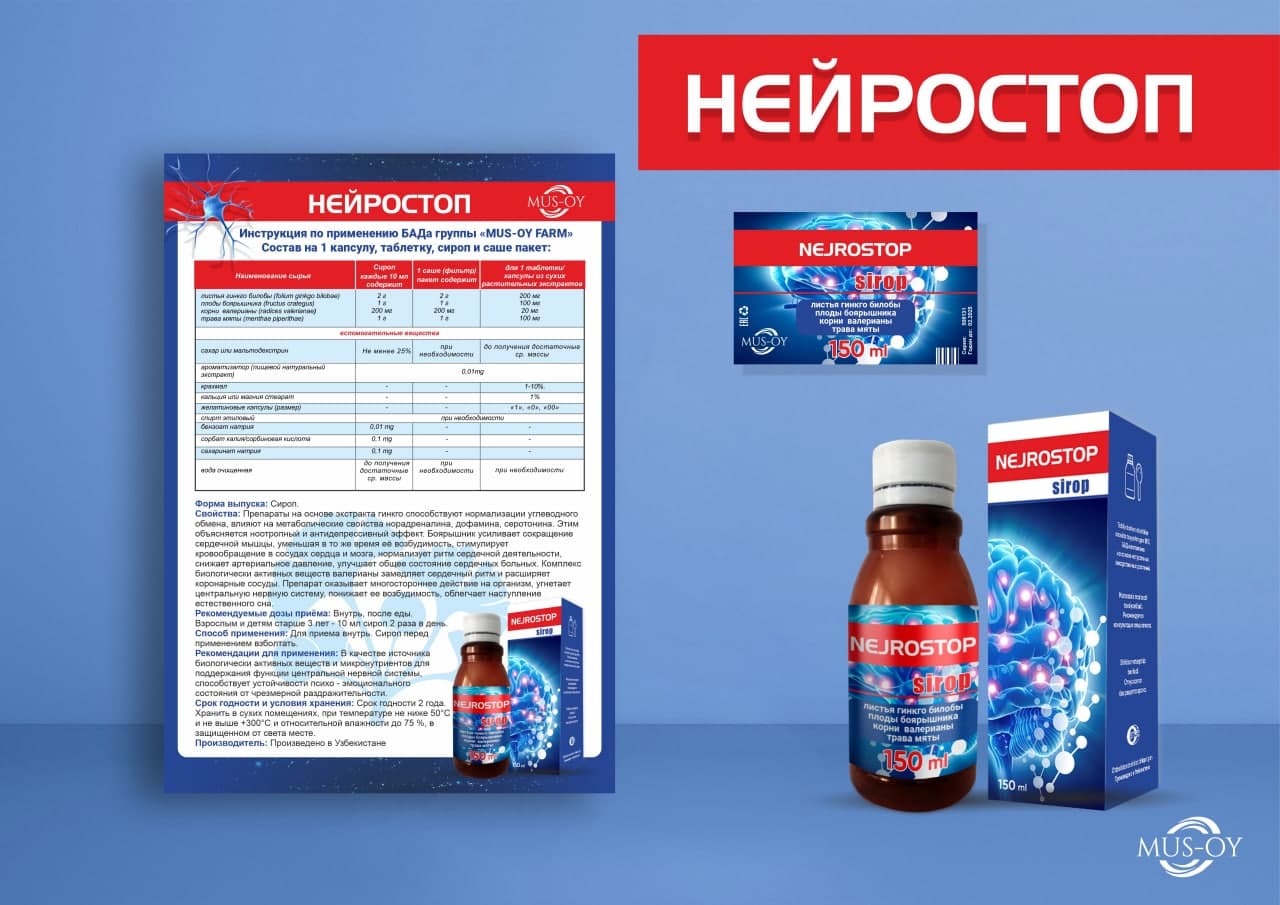 НЕЙРОСТОП
НЕЙРОСТОП
MUS-OY
Инструкция по применению БАДа группы «MUS-OY FARM»
Состав на 1 капсулу, таблетку, сироп и саше пакет:
Наименование сырья
Сироп каждые 10 мл содержит
1 саше (фильтр) пакет содержит
для 1 таблетки/ капсулы из сухих растительных экстрактов
листья гинкго билобы (folium ginkgo bilobae) 2 г 2 г 200 мг
плоды боярышника (fructus crategus) 1 г 1 г 100 мг
корни валерианы (radices valerianae) 200 мг 200 мг 20 мг
трава мяты (menthae piperithae) 1 г 1 г 100 мг
вспомогательные вещества
сахар или мальтодекстрин Не менее 25% при необходимости до получения достаточные ср. массы
ароматизатор (пищевой натуральный экстракт) 0,01mg
крахмал - - 1-10%.
кальция или магния стеарат - - 1%
желатиновые капсулы (размер) - - «1», «0», «00»
спирт этиловый при необходимости
бензоат натрия 0,01 mg - -
сорбат калия/сорбиновая кислота 0,1 mg - -
сахаринат натрия 0,1 mg - -
вода очищенная до получения достаточные ср. массы при необходимости при необходимости
Форма выпуска: Сироп.
Свойства: Препараты на основе экстракта гинкго способствуют нормализации углеводного
обмена, влияют на метаболические свойства норадреналина, дофамина, серотонина. Этим
объясняется ноотропный и антидепрессивный эффект. Боярышник усиливает сокращение
сердечной мышцы, уменьшая в то же время её возбудимость, стимулирует
кровообращение в сосудах сердца и мозга, нормализует ритм сердечной деятельности,
снижает артериальное давление, улучшает общее состояние сердечных больных. Комплекс
биологически активных веществ валерианы замедляет сердечный ритм и расширяет
коронарные сосуды. Препарат оказывает многостороннее действие на организм, угнетает
центральную нервную систему, понижает ее возбудимость, облегчает наступление
естественного сна.
Рекомендуемые дозы приёма: Внутрь, после еды.
Взрослым и детям старше 3 лет - 10 мл сироп 2 раза в день.
Способ применения: Для приема внутрь. Сироп перед
применением взболтать.
Рекомендации для применения: В качестве источника
биологически активных веществ и микронутриентов для
поддержания функции центральной нервной системы,
способствует устойчивости психо - эмоционального
состояния от чрезмерной раздражительности.
Срок годности и условия хранения: Срок годности 2 года.
Хранить в сухих помещениях, при температуре не ниже 50°С
и не выше +300°С и относительной влажности до 75 %, в
защищенном от света месте.
Производитель: Произведено в Узбекистане
NEJROSTOP
sirop
150 ml
NEJROSTOP
sirop
NEJROSTOP
sirop
листья гинкго билобы
плоды боярышника
корни валерианы
трава мяты
150 ml
MUS-OY
EAC
Серия:
Годен до: 02.2025
NEJROSTOP
sirop
листья гинкго билобы
плоды боярышника
корни валерианы
трава мяты
150 ml
NEJROSTOP
sirop
150 ml
MUS-OY